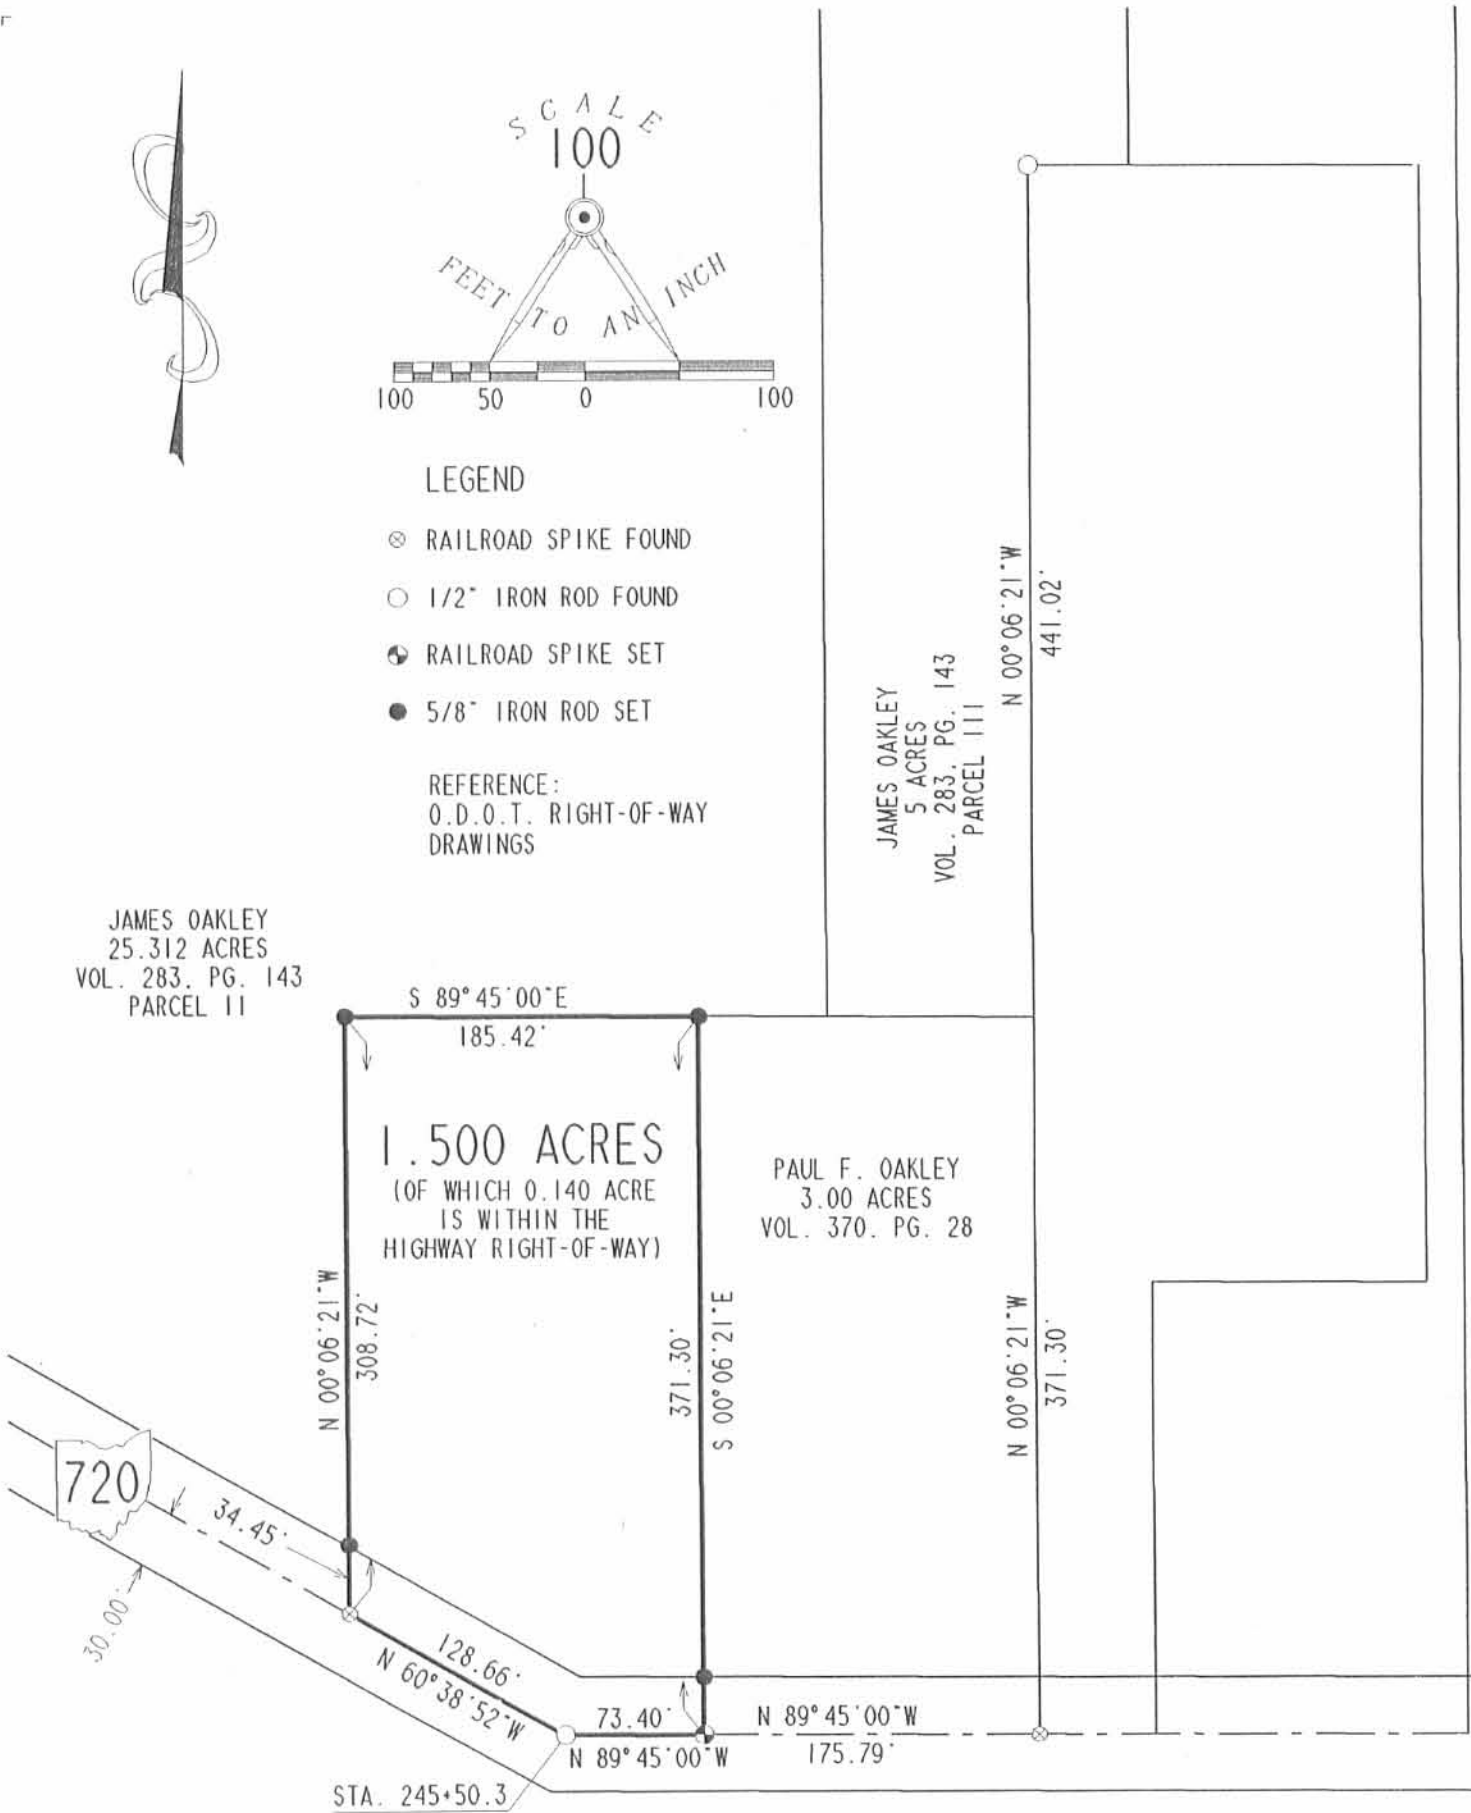 SCALE
100
FEET TO AN INCH
100 50 0 100
LEGEND
RAILROAD SPIKE FOUND
1/2" IRON ROD FOUND
RAILROAD SPIKE SET
5/8" IRON ROD SET
REFERENCE:
O.D.O.T. RIGHT-OF-WAY
DRAWINGS
N 00°06'21"W
441.02'
JAMES OAKLEY
5 ACRES
VOL. 283, PG. 143
PARCEL III
JAMES OAKLEY
25.312 ACRES
VOL. 283, PG. 143
PARCEL II
S 89°45'00"E
185.42'
1.500 ACRES
(OF WHICH 0.140 ACRE
IS WITHIN THE
HIGHWAY RIGHT-OF-WAY)
PAUL F. OAKLEY
3.00 ACRES
VOL. 370, PG. 28
N 00°06'21"W
308.72'
371.30'
S 00°06'21"E
N 00°06'21"W
371.30'
720
34.45'
30.00'
128.66'
N 60°38'52"W
73.40'
N 89°45'00"W
N 89°45'00"W
175.79'
STA. 245+50.3